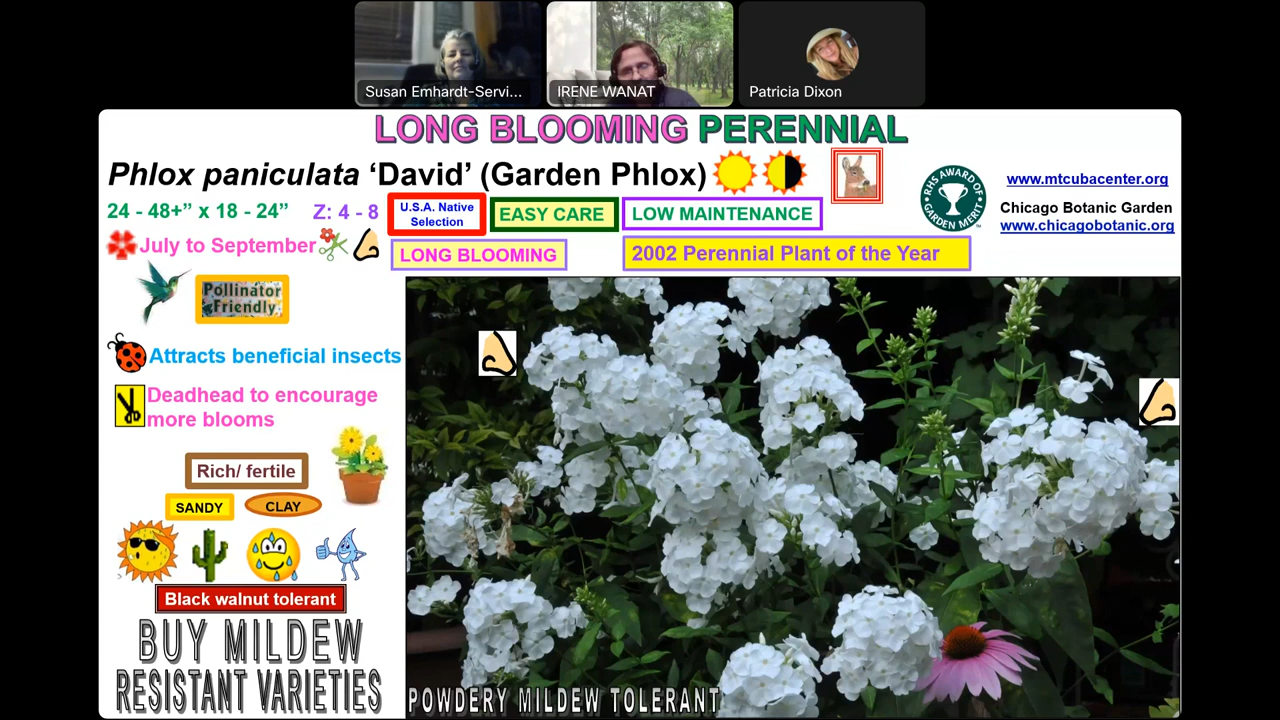 Susan Emhardt-Servi...
IRENE WANAT
Patricia Dixon
LONG BLOOMING PERENNIAL
Phlox paniculata ‘David’ (Garden Phlox)
24 - 48+” x 18 - 24” Z: 4 - 8
U.S.A. Native
Selection
EASY CARE
LOW MAINTENANCE
RHS AWARD OF
GARDEN MERIT
www.mtcubacenter.org
Chicago Botanic Garden
www.chicagobotanic.org
July to September
LONG BLOOMING
2002 Perennial Plant of the Year
Pollinator
Friendly
Attracts beneficial insects
Deadhead to encourage
more blooms
Rich/ fertile
SANDY
CLAY
Black walnut tolerant
BUY MILDEW
RESISTANT VARIETIES
POWDERY MILDEW TOLERANT